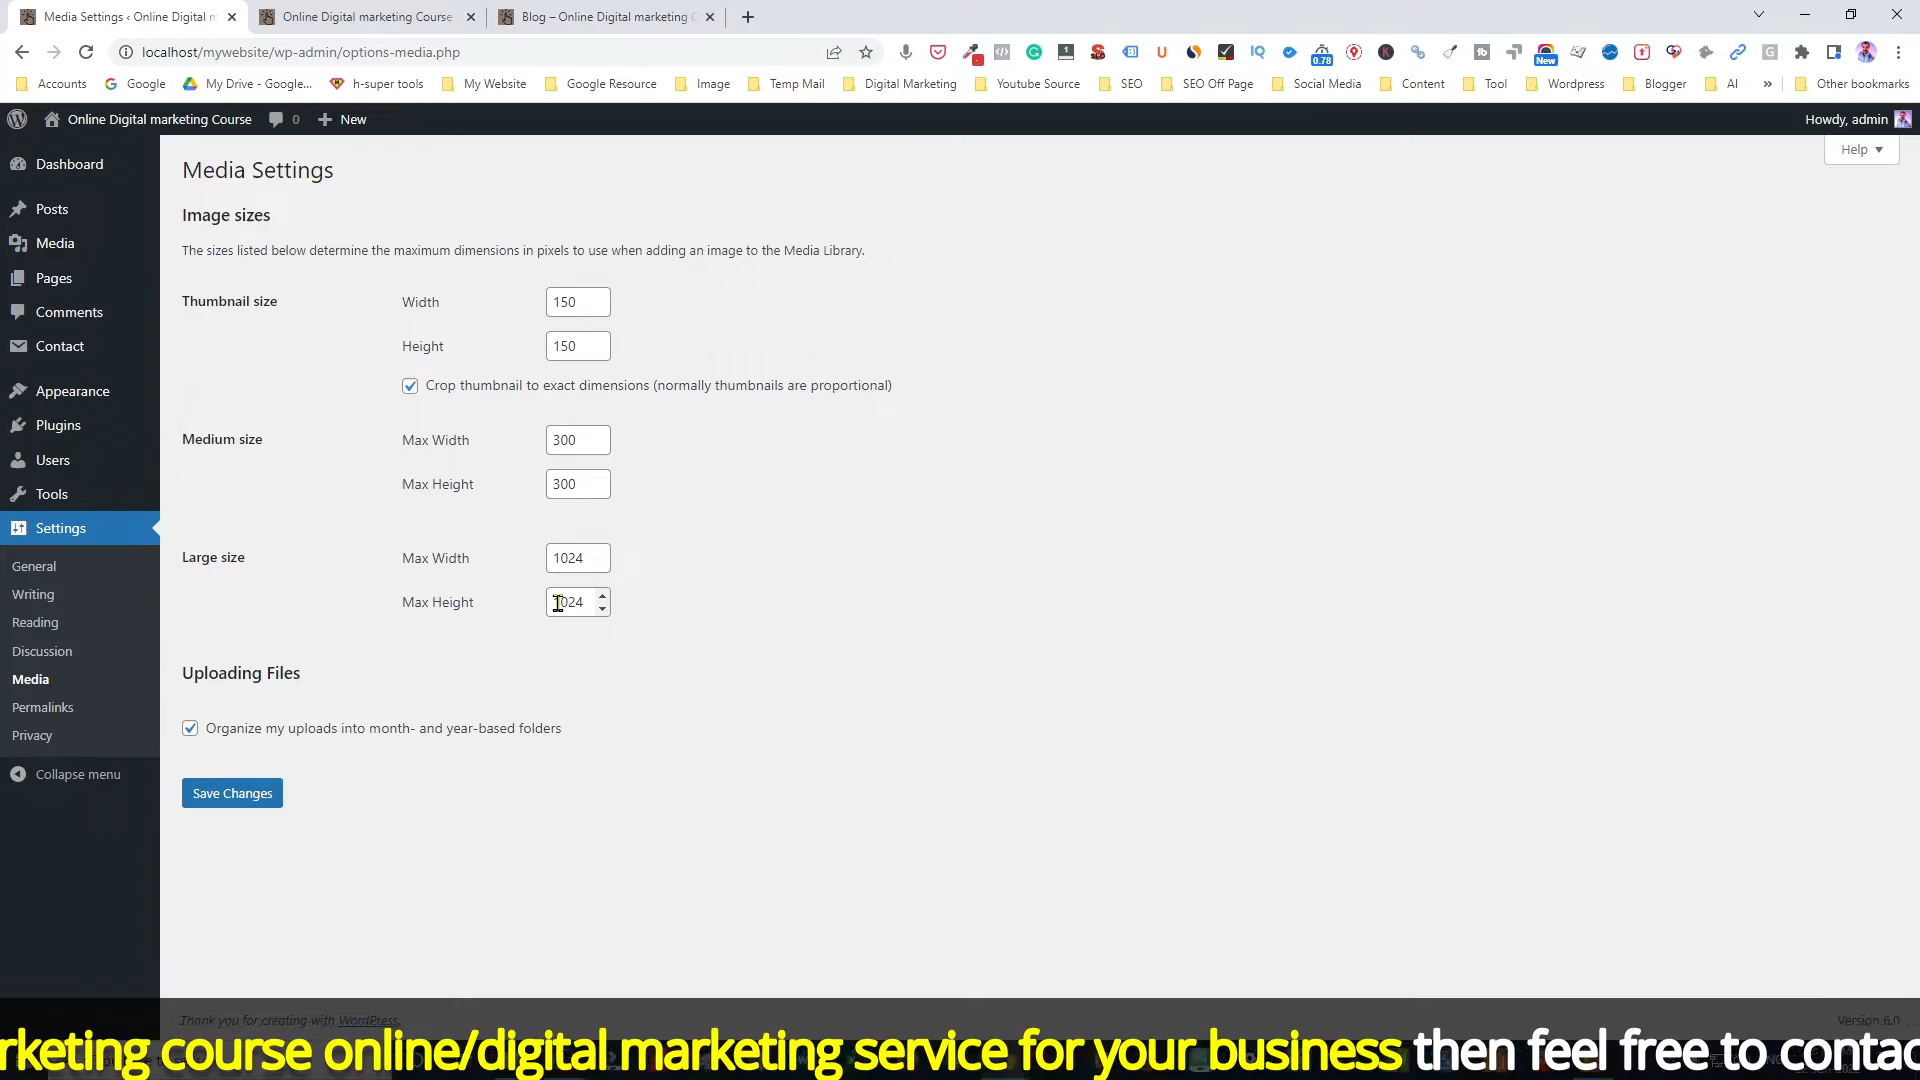 Media Settings ‹ Online Digital m
Online Digital marketing Course
Blog – Online Digital marketing C
localhost/mywebsite/wp-admin/options-media.php
0.78
New
Accounts
Google
My Drive - Google...
h-super tools
My Website
Google Resource
Image
Temp Mail
Digital Marketing
Youtube Source
SEO
SEO Off Page
Social Media
Content
Tool
Wordpress
Blogger
AI
»
Other bookmarks
Online Digital marketing Course
0
New
Howdy, admin
Help
Dashboard
Posts
Media
Pages
Comments
Contact
Appearance
Plugins
Users
Tools
Settings
General
Writing
Reading
Discussion
Media
Permalinks
Privacy
Collapse menu
Media Settings
Image sizes
The sizes listed below determine the maximum dimensions in pixels to use when adding an image to the Media Library.
Thumbnail size
Width 150
Height 150
Crop thumbnail to exact dimensions (normally thumbnails are proportional)
Medium size
Max Width 300
Max Height 300
Large size
Max Width 1024
Max Height 1024
Uploading Files
Organize my uploads into month- and year-based folders
Save Changes
Thank you for creating with WordPress.
Version 6.0
rketing course online/digital marketing service for your business then feel free to contac